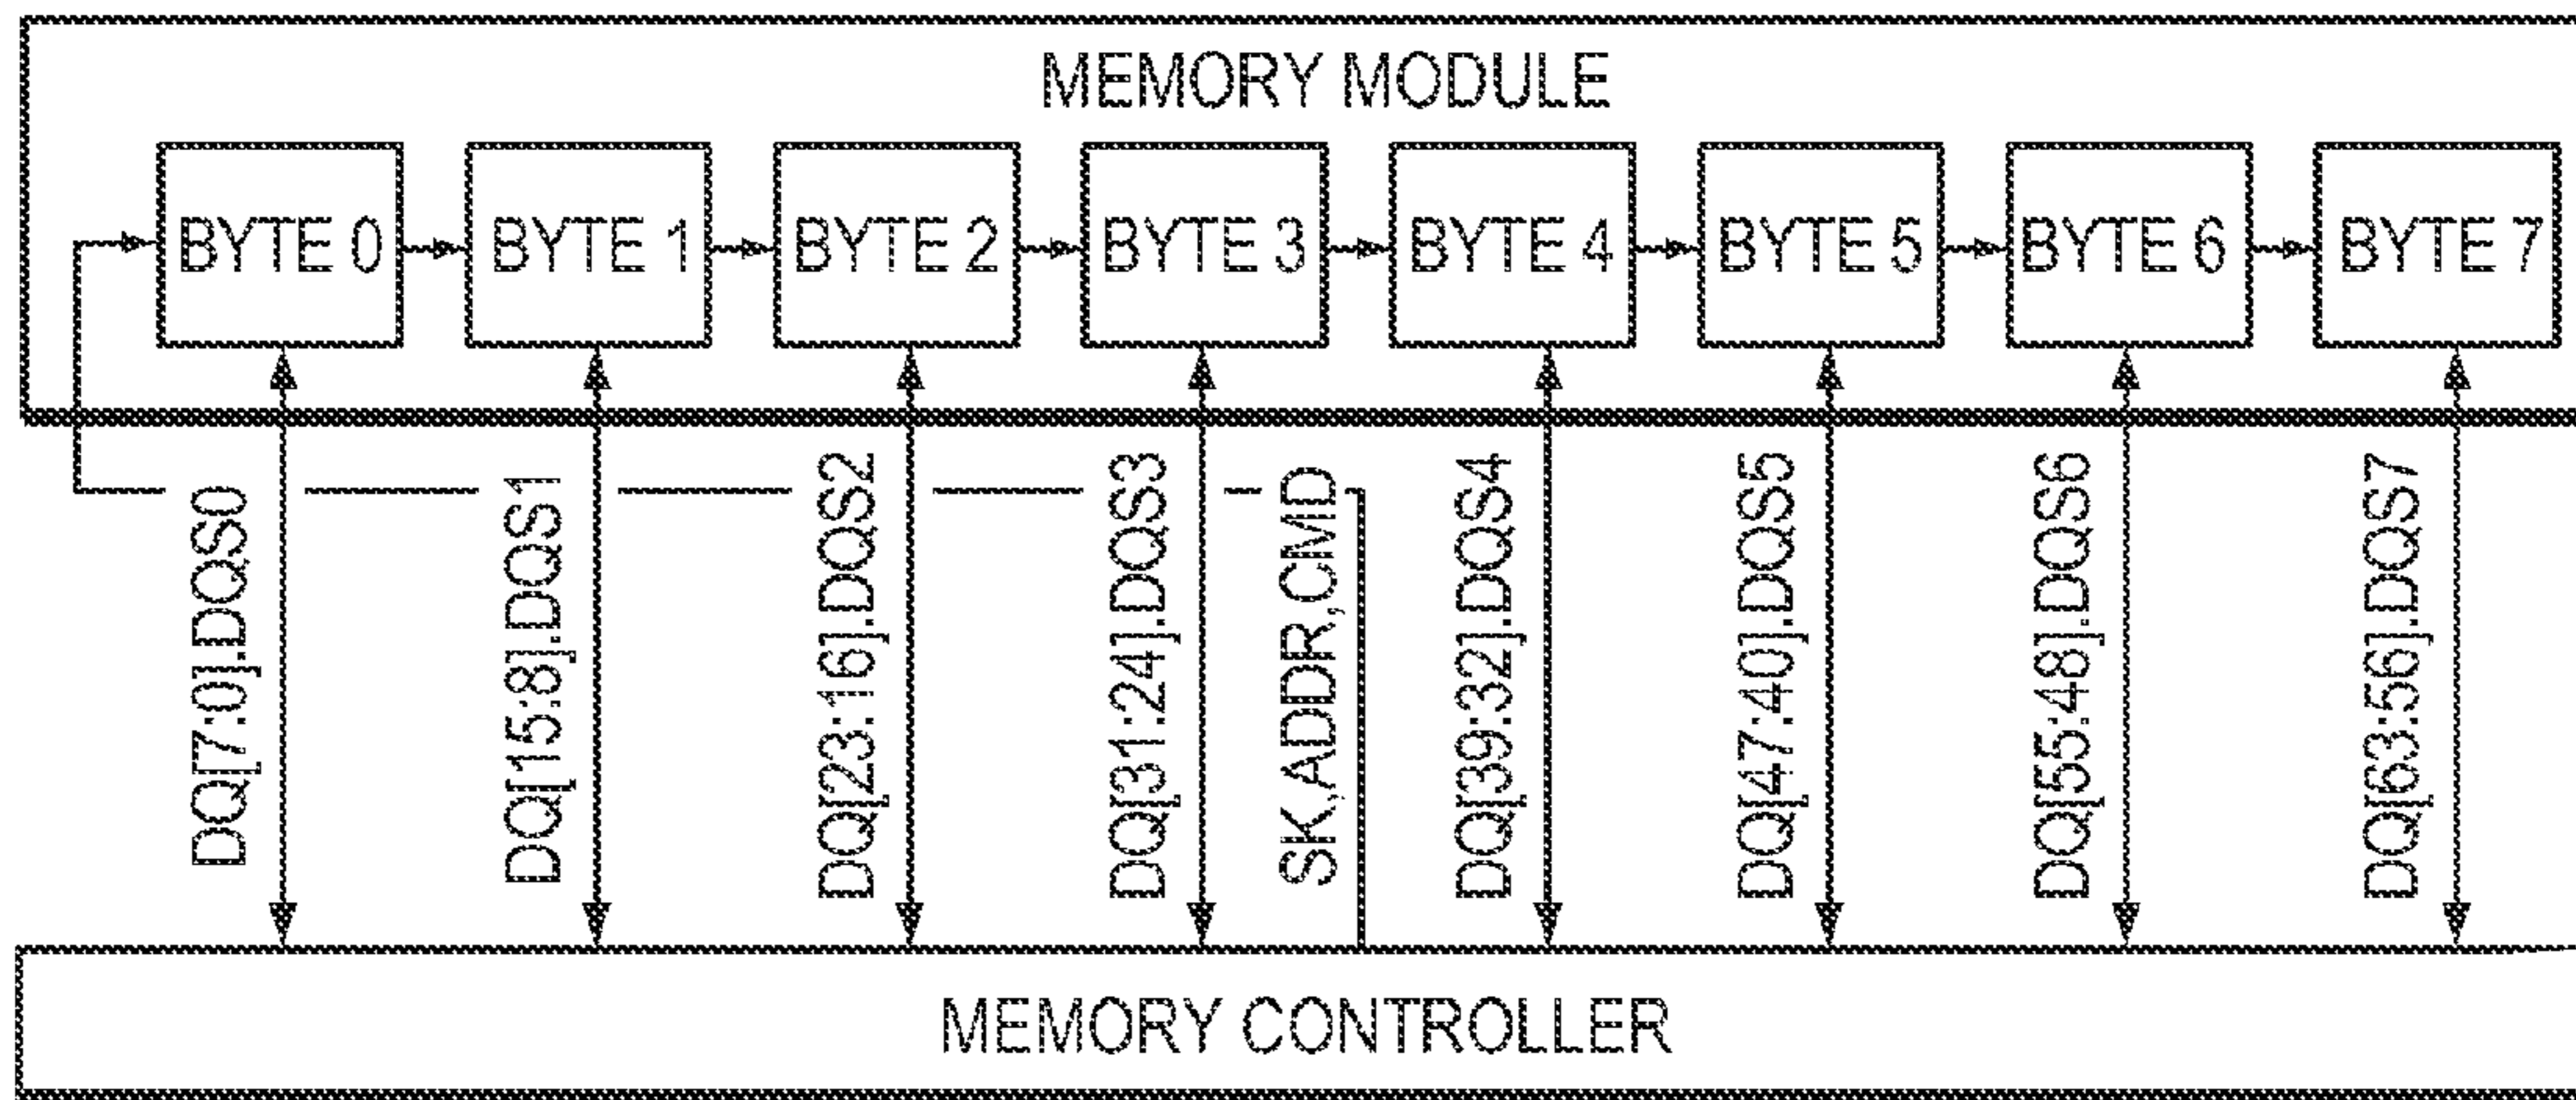 MEMORY MODULE
BYTE 0
BYTE 1
BYTE 2
BYTE 3
BYTE 4
BYTE 5
BYTE 6
BYTE 7
DQ[7:0].DQS0
DQ[15:8].DQS1
DQ[23:16].DQS2
DQ[31:24].DQS3
SK,ADDR,CMD
DQ[39:32].DQS4
DQ[47:40].DQS5
DQ[55:48].DQS6
DQ[63:56].DQS7
MEMORY CONTROLLER